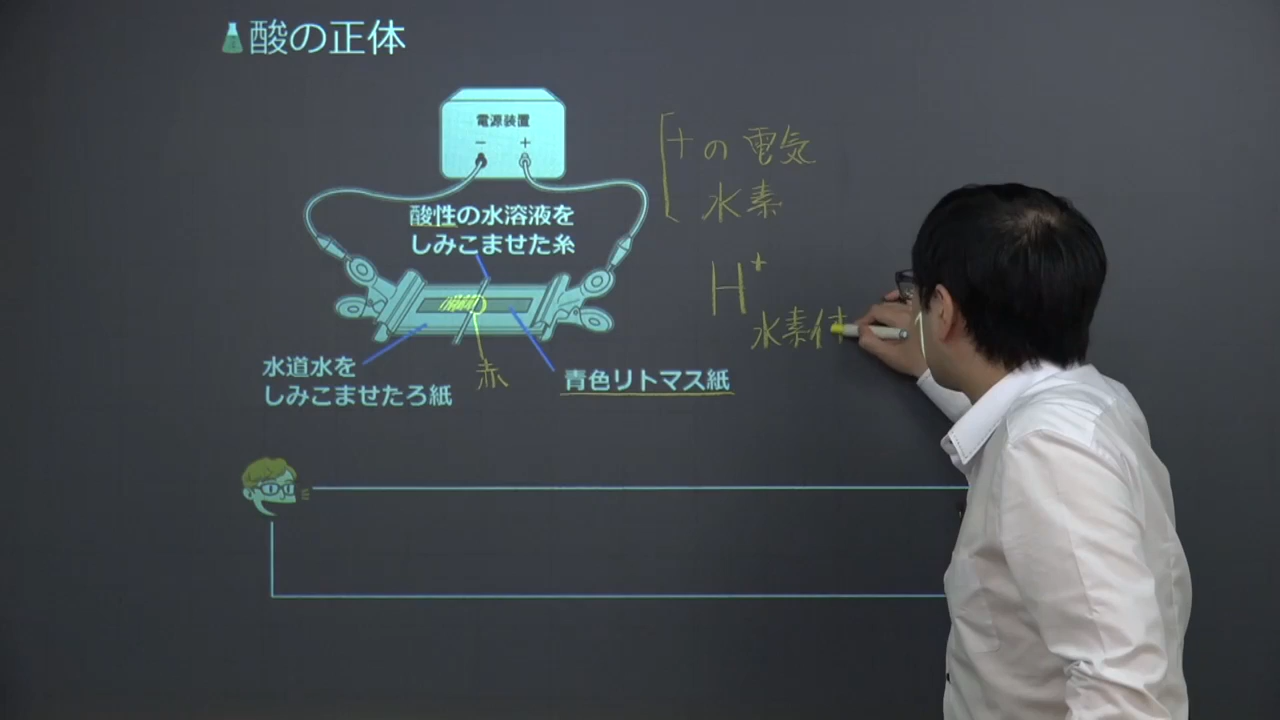 酸の正体
電源装置
− +
酸性の水溶液を
しみこませた糸
水道水を
しみこませたろ紙
赤
青色リトマス紙
+の電気
水素
H⁺
水素